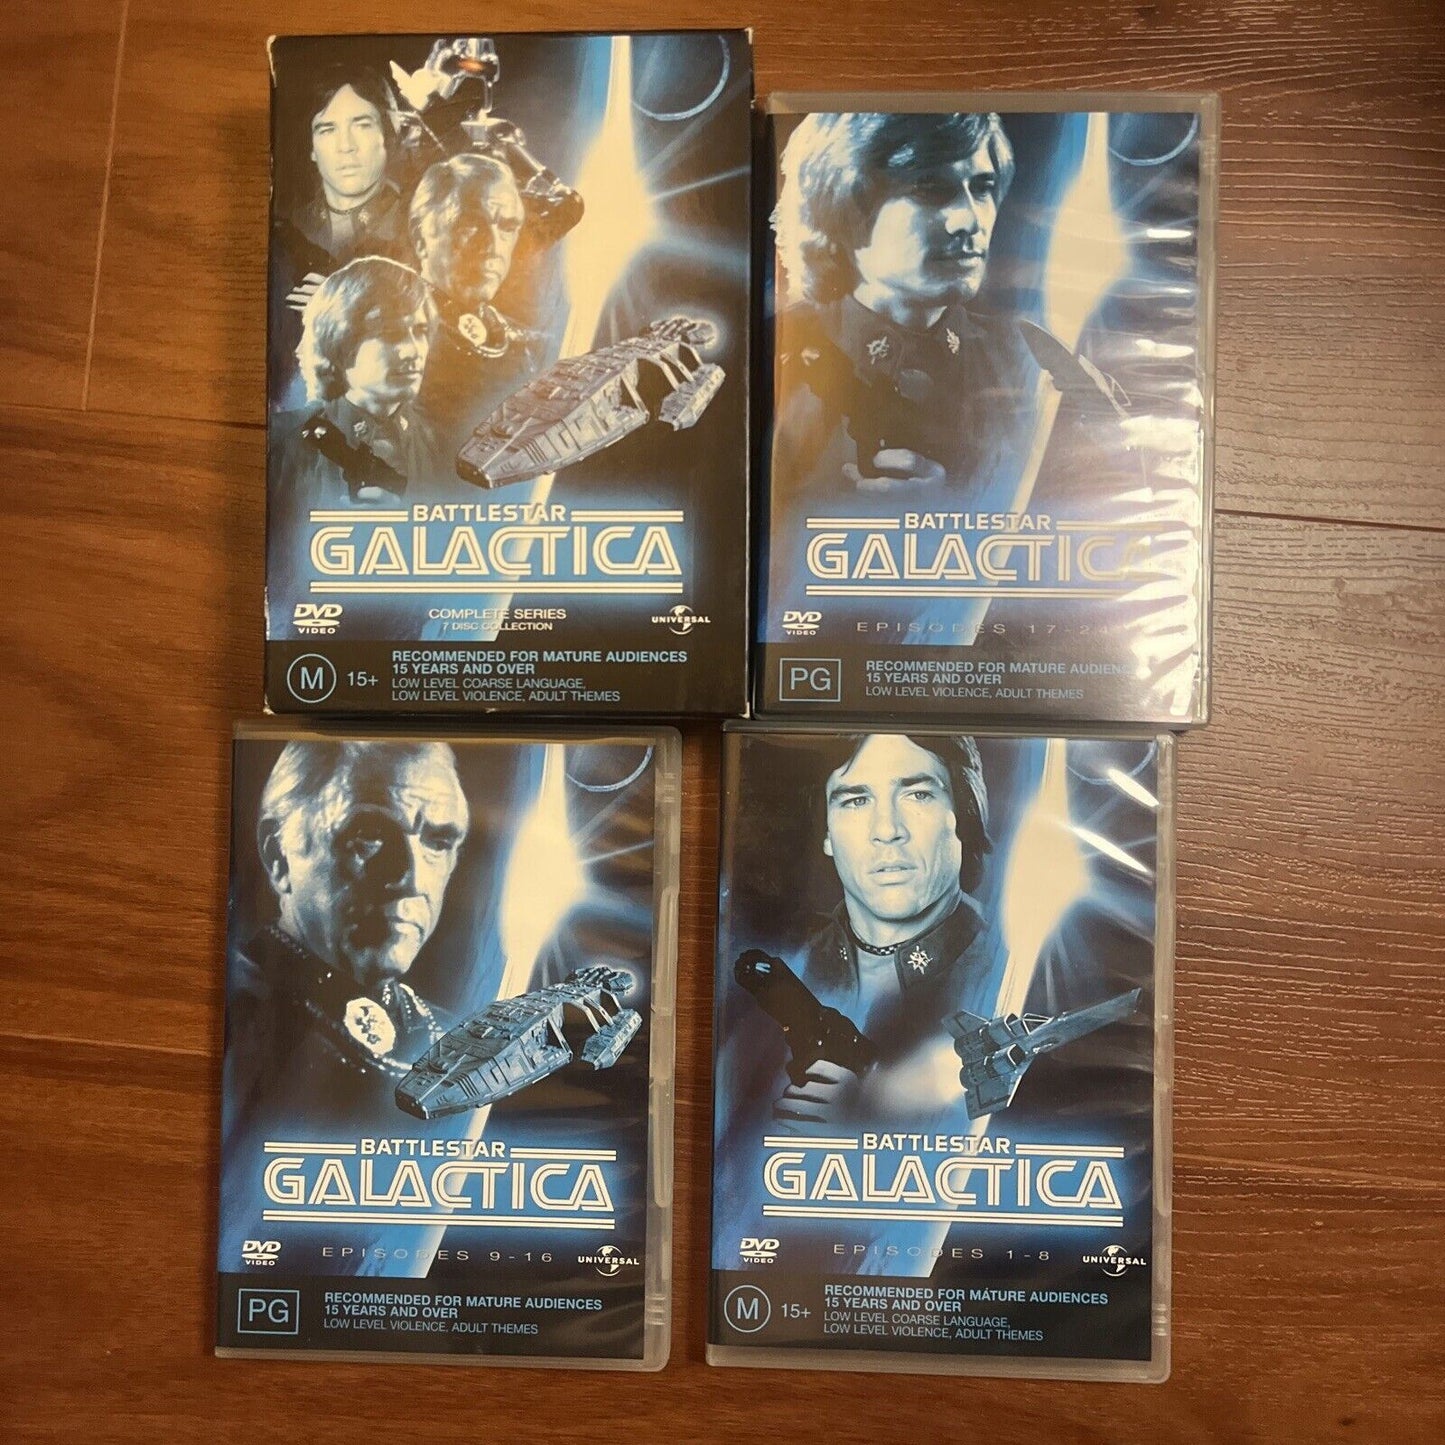 BATTLESTAR
GALACTICA
DVD
VIDEO
COMPLETE SERIES
7 DISC COLLECTION
UNIVERSAL
M 15+
RECOMMENDED FOR MATURE AUDIENCES
15 YEARS AND OVER
LOW LEVEL COARSE LANGUAGE,
LOW LEVEL VIOLENCE, ADULT THEMES
BATTLESTAR
GALACTICA
DVD
VIDEO
EPISODES 17-24
PG
RECOMMENDED FOR MATURE AUDIENC
15 YEARS AND OVER
LOW LEVEL VIOLENCE, ADULT THEMES
BATTLESTAR
GALACTICA
DVD
VIDEO
EPISODES 9-16
UNIVERSAL
PG
RECOMMENDED FOR MATURE AUDIENCES
15 YEARS AND OVER
LOW LEVEL VIOLENCE, ADULT THEMES
BATTLESTAR
GALACTICA
DVD
VIDEO
EPISODES 1-8
UNIVERSAL
M 15+
RECOMMENDED FOR MATURE AUDIENCES
15 YEARS AND OVER
LOW LEVEL COARSE LANGUAGE,
LOW LEVEL VIOLENCE, ADULT THEMES